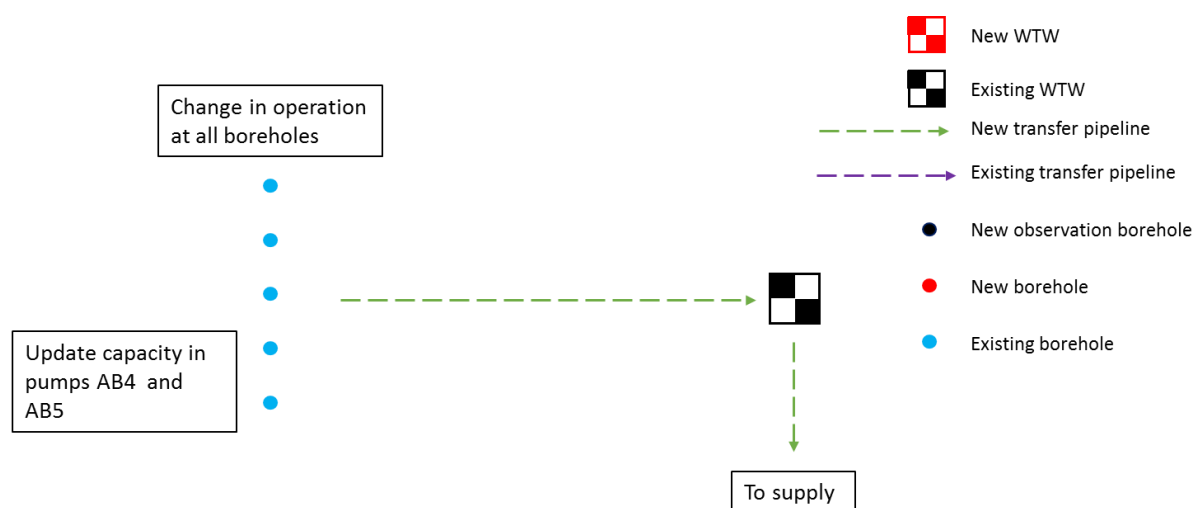 New WTW
Existing WTW
New transfer pipeline
Existing transfer pipeline
New observation borehole
New borehole
Existing borehole
Change in operation
at all boreholes
Update capacity in
pumps AB4 and
AB5
To supply